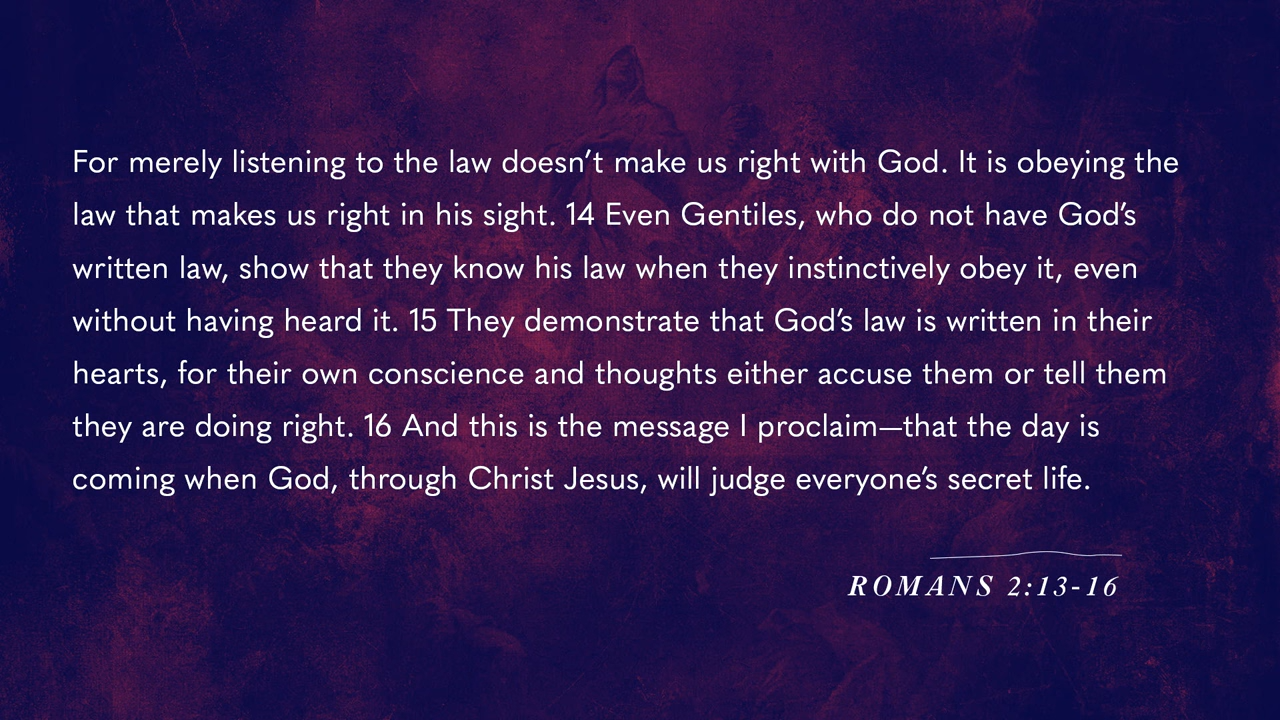 For merely listening to the law doesn’t make us right with God. It is obeying the
law that makes us right in his sight. 14 Even Gentiles, who do not have God’s
written law, show that they know his law when they instinctively obey it, even
without having heard it. 15 They demonstrate that God’s law is written in their
hearts, for their own conscience and thoughts either accuse them or tell them
they are doing right. 16 And this is the message I proclaim—that the day is
coming when God, through Christ Jesus, will judge everyone’s secret life.
ROMANS 2:13-16